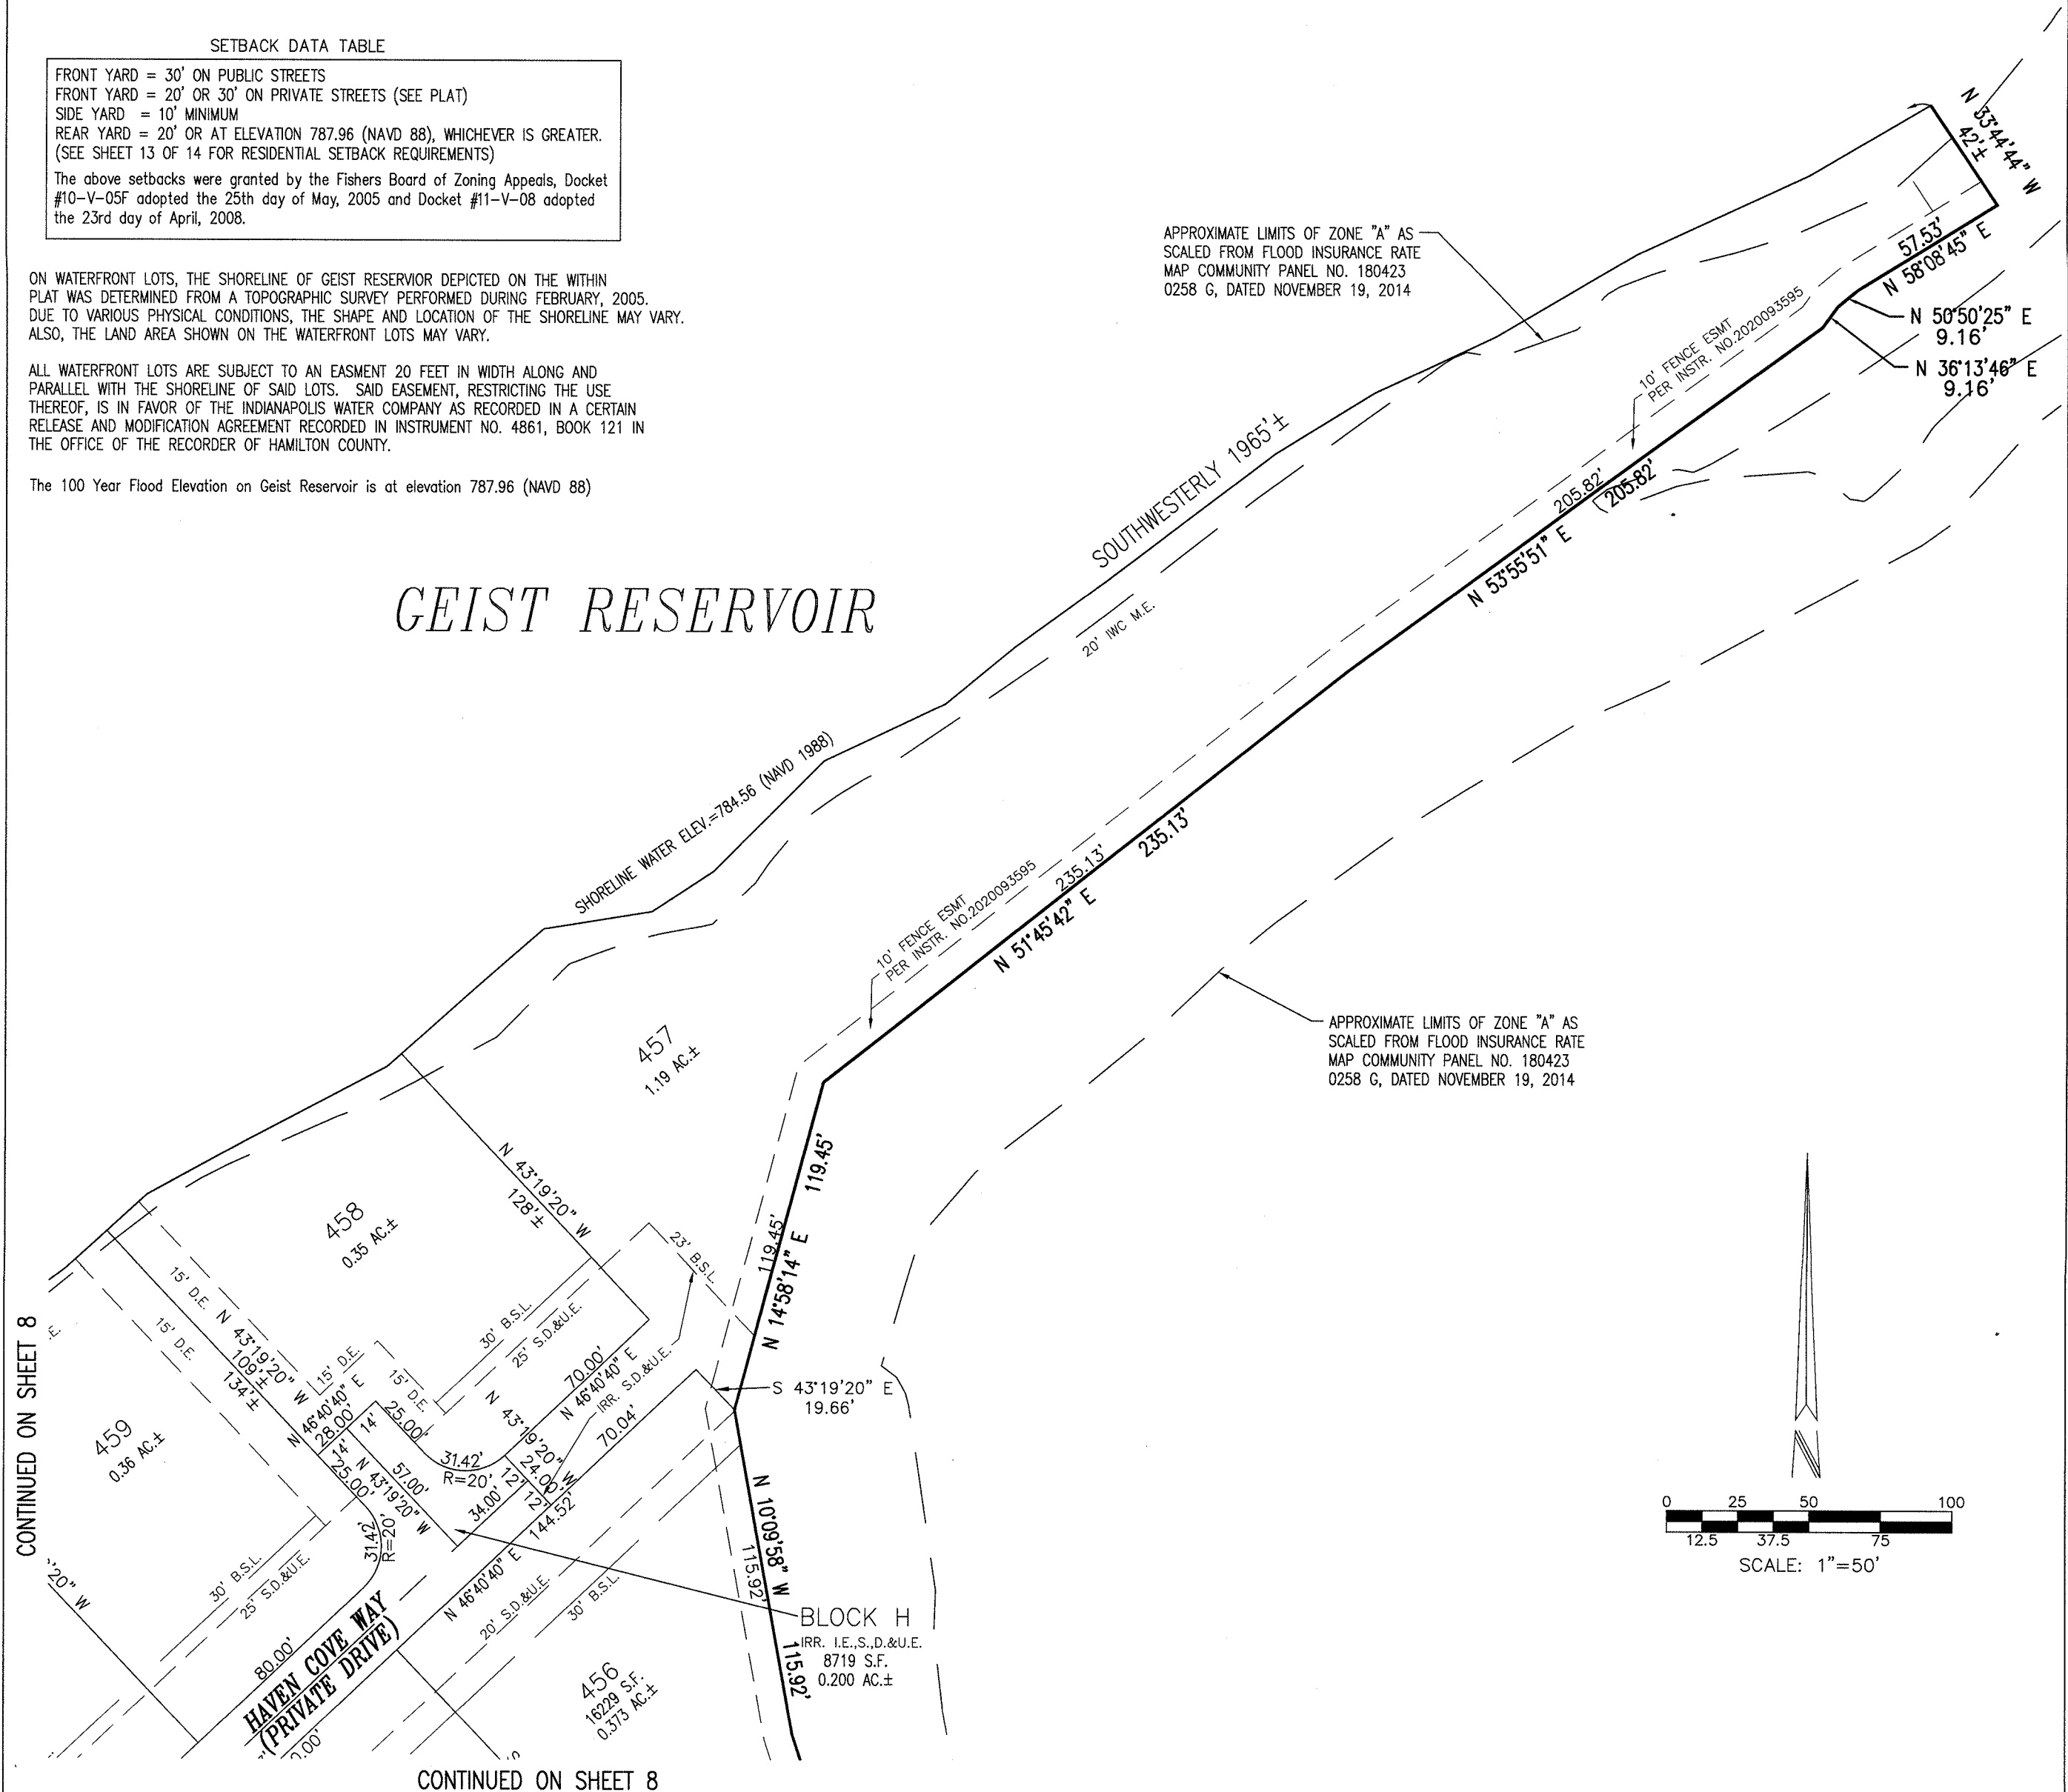 SETBACK DATA TABLE
FRONT YARD = 30' ON PUBLIC STREETS
FRONT YARD = 20' OR 30' ON PRIVATE STREETS (SEE PLAT)
SIDE YARD = 10' MINIMUM
REAR YARD = 20' OR AT ELEVATION 787.96 (NAVD 88), WHICHEVER IS GREATER.
(SEE SHEET 13 OF 14 FOR RESIDENTIAL SETBACK REQUIREMENTS)
The above setbacks were granted by the Fishers Board of Zoning Appeals, Docket
#10-V-05F adopted the 25th day of May, 2005 and Docket #11-V-08 adopted
the 23rd day of April, 2008.
ON WATERFRONT LOTS, THE SHORELINE OF GEIST RESERVIOR DEPICTED ON THE WITHIN
PLAT WAS DETERMINED FROM A TOPOGRAPHIC SURVEY PERFORMED DURING FEBRUARY, 2005.
DUE TO VARIOUS PHYSICAL CONDITIONS, THE SHAPE AND LOCATION OF THE SHORELINE MAY VARY.
ALSO, THE LAND AREA SHOWN ON THE WATERFRONT LOTS MAY VARY.
ALL WATERFRONT LOTS ARE SUBJECT TO AN EASMENT 20 FEET IN WIDTH ALONG AND
PARALLEL WITH THE SHORELINE OF SAID LOTS. SAID EASEMENT, RESTRICTING THE USE
THEREOF, IS IN FAVOR OF THE INDIANAPOLIS WATER COMPANY AS RECORDED IN A CERTAIN
RELEASE AND MODIFICATION AGREEMENT RECORDED IN INSTRUMENT NO. 4861, BOOK 121 IN
THE OFFICE OF THE RECORDER OF HAMILTON COUNTY.
The 100 Year Flood Elevation on Geist Reservoir is at elevation 787.96 (NAVD 88)
GEIST RESERVOIR
APPROXIMATE LIMITS OF ZONE "A" AS
SCALED FROM FLOOD INSURANCE RATE
MAP COMMUNITY PANEL NO. 180423
0258 G, DATED NOVEMBER 19, 2014
N 33°44'44" W
42'±
57.53'
N 58°08'45" E
N 50°50'25" E
9.16'
N 36°13'46" E
9.16'
10' FENCE ESMT
PER INSTR. NO.2020093595
205.82'
205.82'
N 53°55'51" E
SOUTHWESTERLY 1965'±
20' IWC M.E.
SHORELINE WATER ELEV.=784.56 (NAVD 1988)
235.13'
235.13'
N 51°45'42" E
10' FENCE ESMT
PER INSTR. NO.2020093595
APPROXIMATE LIMITS OF ZONE "A" AS
SCALED FROM FLOOD INSURANCE RATE
MAP COMMUNITY PANEL NO. 180423
0258 G, DATED NOVEMBER 19, 2014
457
1.19 AC.±
N 43°19'20" W
128'±
119.45'
119.45'
N 14°58'14" E
458
0.35 AC.±
23' B.S.L.
30' B.S.L.
25' S.D.&U.E.
15' D.E.
15' D.E.
N 43°19'20" W
109'±
134'±
15' D.E.
15' D.E.
N 46°40'40" E
28.00'
14'
14'
25.00'
25.00'
70.00'
N 46°40'40" E
IRR. S.D.&U.E.
70.04'
N 43°19'20" W
24.00'
31.42'
R=20'
12'
12'
34.00'
57.00'
N 43°19'20" W
144.52'
31.42'
R=20'
S 43°19'20" E
19.66'
459
0.36 AC.±
30' B.S.L.
25' S.D.&U.E.
N 46°40'40" E
20' S.D.&U.E.
30' B.S.L.
N 10°09'58" W
115.92'
115.92'
BLOCK H
IRR. I.E.,S.,D.&U.E.
8719 S.F.
0.200 AC.±
80.00'
HAVEN COVE WAY
(PRIVATE DRIVE)
456
16229 S.F.
0.373 AC.±
'20" W
0.00'
CONTINUED ON SHEET 8
CONTINUED ON SHEET 8
N
0 25 50 100
12.5 37.5 75
SCALE: 1"=50'